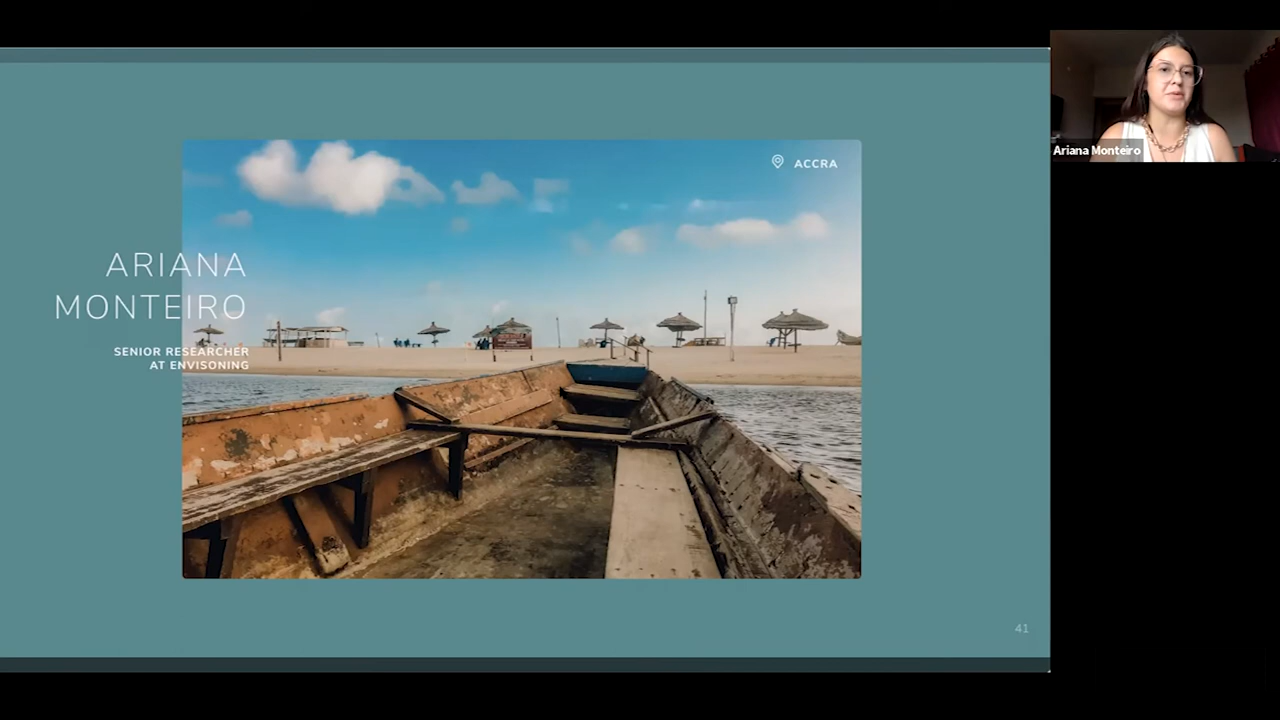 ACCRA
ARIANA
MONTEIRO
SENIOR RESEARCHER
AT ENVISONING
41
Ariana Monteiro